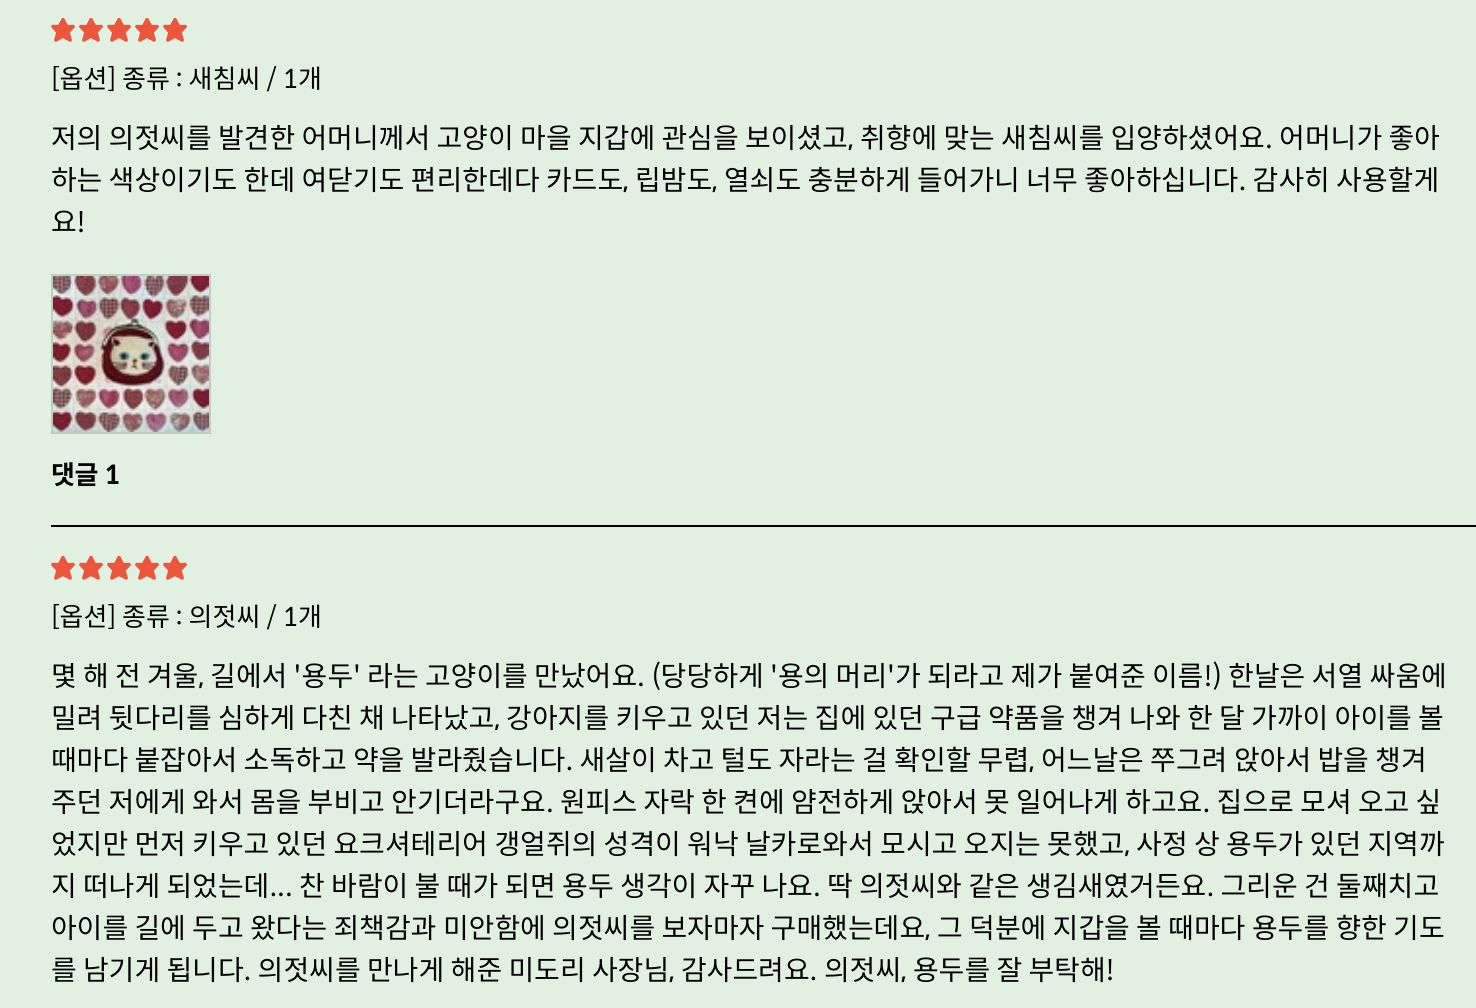 [옵션] 종류 : 새침씨 / 1개
저의 의젓씨를 발견한 어머니께서 고양이 마을 지갑에 관심을 보이셨고, 취향에 맞는 새침씨를 입양하셨어요. 어머니가 좋아
하는 색상이기도 한데 여닫기도 편리한데다 카드도, 립밤도, 열쇠도 충분하게 들어가니 너무 좋아하십니다. 감사히 사용할게
요!
댓글 1
[옵션] 종류 : 의젓씨 / 1개
몇 해 전 겨울, 길에서 '용두' 라는 고양이를 만났어요. (당당하게 '용의 머리'가 되라고 제가 붙여준 이름!) 한날은 서열 싸움에
밀려 뒷다리를 심하게 다친 채 나타났고, 강아지를 키우고 있던 저는 집에 있던 구급 약품을 챙겨 나와 한 달 가까이 아이를 볼
때마다 붙잡아서 소독하고 약을 발라줬습니다. 새살이 차고 털도 자라는 걸 확인할 무렵, 어느날은 쭈그려 앉아서 밥을 챙겨
주던 저에게 와서 몸을 부비고 안기더라구요. 원피스 자락 한 켠에 얌전하게 앉아서 못 일어나게 하고요. 집으로 모셔 오고 싶
었지만 먼저 키우고 있던 요크셔테리어 갱얼쥐의 성격이 워낙 날카로와서 모시고 오지는 못했고, 사정 상 용두가 있던 지역까
지 떠나게 되었는데... 찬 바람이 불 때가 되면 용두 생각이 자꾸 나요. 딱 의젓씨와 같은 생김새였거든요. 그리운 건 둘째치고
아이를 길에 두고 왔다는 죄책감과 미안함에 의젓씨를 보자마자 구매했는데요, 그 덕분에 지갑을 볼 때마다 용두를 향한 기도
를 남기게 됩니다. 의젓씨를 만나게 해준 미도리 사장님, 감사드려요. 의젓씨, 용두를 잘 부탁해!